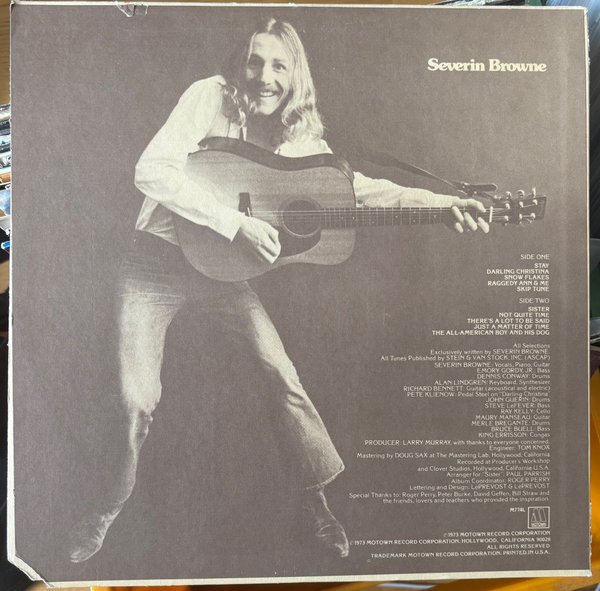 Severin Browne
SIDE ONE
STAY
DARLING CHRISTINA
SNOW FLAKES
RAGGEDY ANN & ME
SKIP TUNE
SIDE TWO
SISTER
NOT QUITE TIME
THERE'S A LOT TO BE SAID
JUST A MATTER OF TIME
THE ALL-AMERICAN BOY AND HIS DOG
All Selections
Exclusively written by SEVERIN BROWNE
All Tunes Published by STEIN & VAN STOCK, INC. (ASCAP)
SEVERIN BROWNE: Vocals, Piano, Guitar
EMORY GORDY, JR.: Bass
DENNIS CONWAY: Drums
ALAN LINDGREN: Keyboard, Synthesizer
RICHARD BENNETT: Guitar (acoustical and electric)
PETE KLIENOW: Pedal Steel on "Darling Christina"
JOHN GUERIN: Drums
STEVE LeFEVER: Bass
RAY KELLY: Cello
MAURY MANSEAU: Guitar
MERLE BREGANTE: Drums
BRUCE BUELL: Bass
KING ERRISSON: Congas
PRODUCER: LARRY MURRAY, with thanks to everyone concerned.
Engineer: TOM KNOX
Mastering by DOUG SAX at The Mastering Lab, Hollywood, California
Recorded at Producer's Workshop
and Clover Studios, Hollywood, California U.S.A.
Arranger for "Sister": PAUL PARRISH
Album Coordinator: ROGER PERRY
Lettering and Design: LePREVOST & LePREVOST
Special Thanks to: Roger Perry, Peter Burke, David Geffen, Bill Straw and
the friends, lovers and teachers who provided the inspiration.
M774L
MOTOWN
℗1973 MOTOWN RECORD CORPORATION
©1973 MOTOWN RECORD CORPORATION, HOLLYWOOD, CALIFORNIA 90028
ALL RIGHTS RESERVED
TRADEMARK MOTOWN RECORD CORPORATION. PRINTED IN U.S.A.